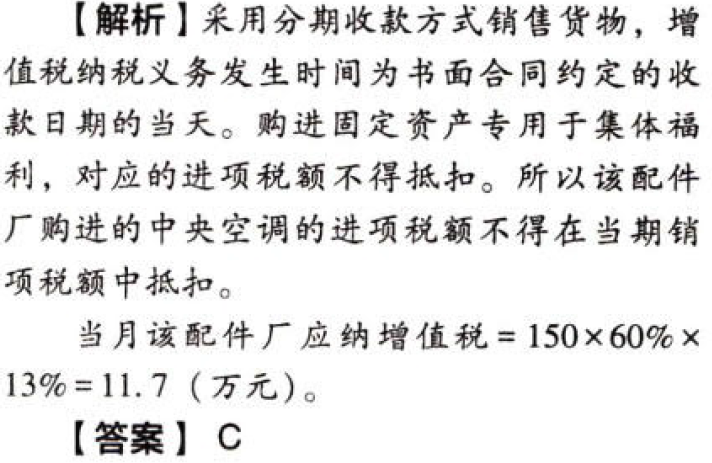 【解析】采用分期收款方式销售货物，增
值税纳税义务发生时间为书面合同约定的收
款日期的当天。购进固定资产专用于集体福
利，对应的进项税额不得抵扣。所以该配件
厂购进的中央空调的进项税额不得在当期销
项税额中抵扣。
当月该配件厂应纳增值税=150×60%×
13%=11.7（万元）。
【答案】C